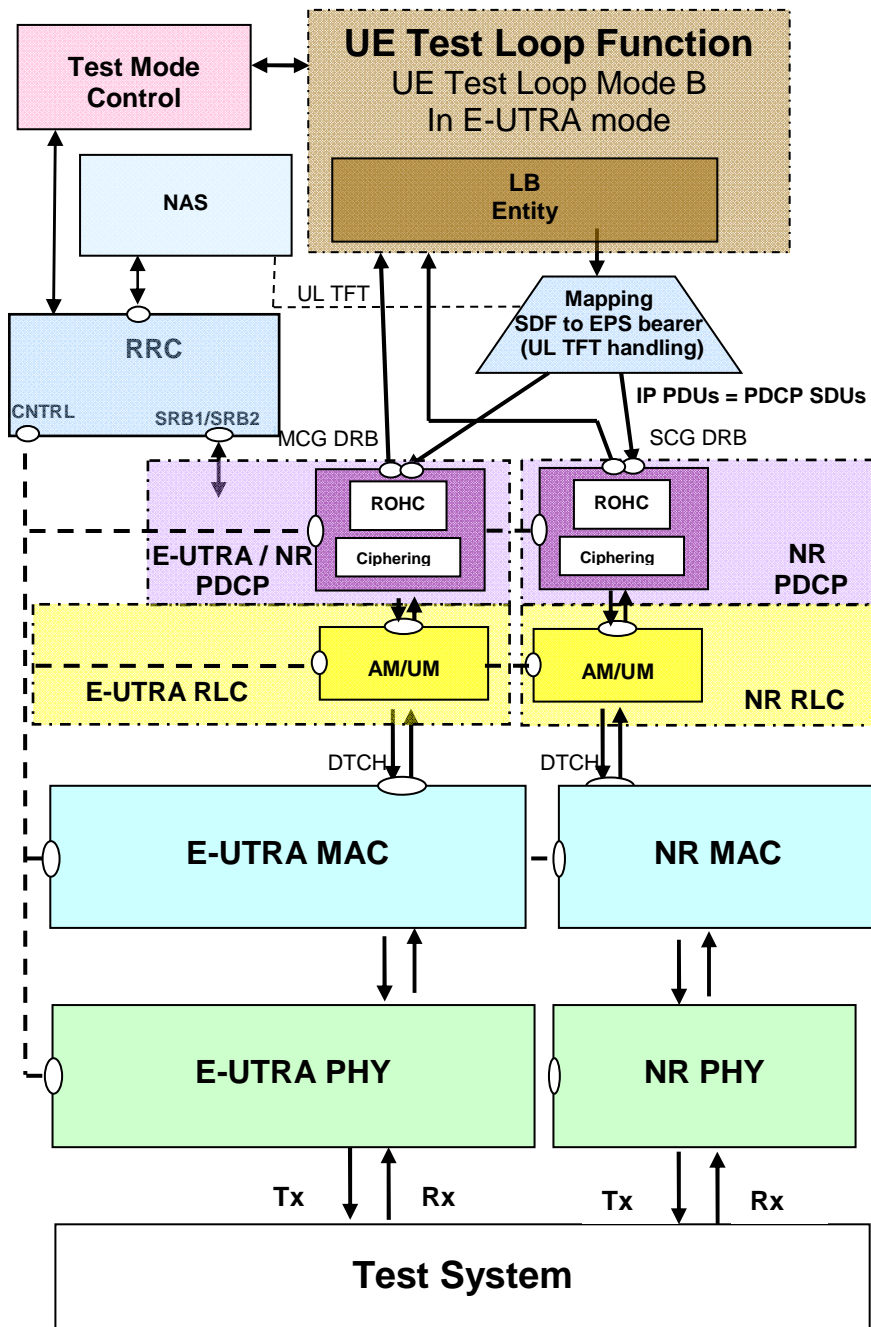 UE Test Loop Function
UE Test Loop Mode B
In E-UTRA mode
Test Mode
Control
LB
Entity
NAS
UL TFT
Mapping
SDF to EPS bearer
(UL TFT handling)
RRC
CNTRL
SRB1/SRB2
IP PDUs = PDCP SDUs
MCG DRB
SCG DRB
ROHC
Ciphering
E-UTRA / NR
PDCP
ROHC
Ciphering
NR
PDCP
AM/UM
E-UTRA RLC
AM/UM
NR RLC
DTCH
DTCH
E-UTRA MAC
NR MAC
E-UTRA PHY
NR PHY
Tx
Rx
Tx
Rx
Test System